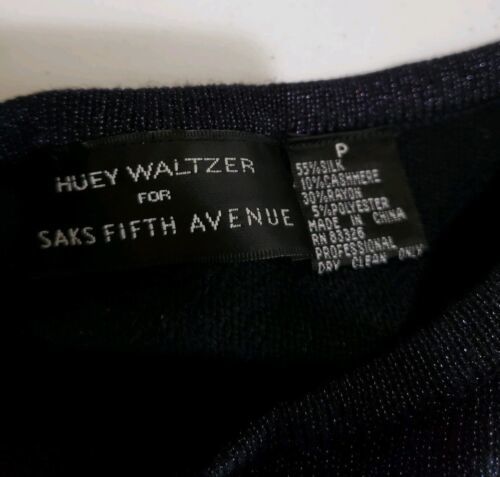 HUEY WALTZER
FOR
SAKS FIFTH AVENUE
P
55% SILK
10% CASHMERE
30% RAYON
5% POLYESTER
MADE IN CHINA
RN 85326
PROFESSIONAL
DRY CLEAN ONLY